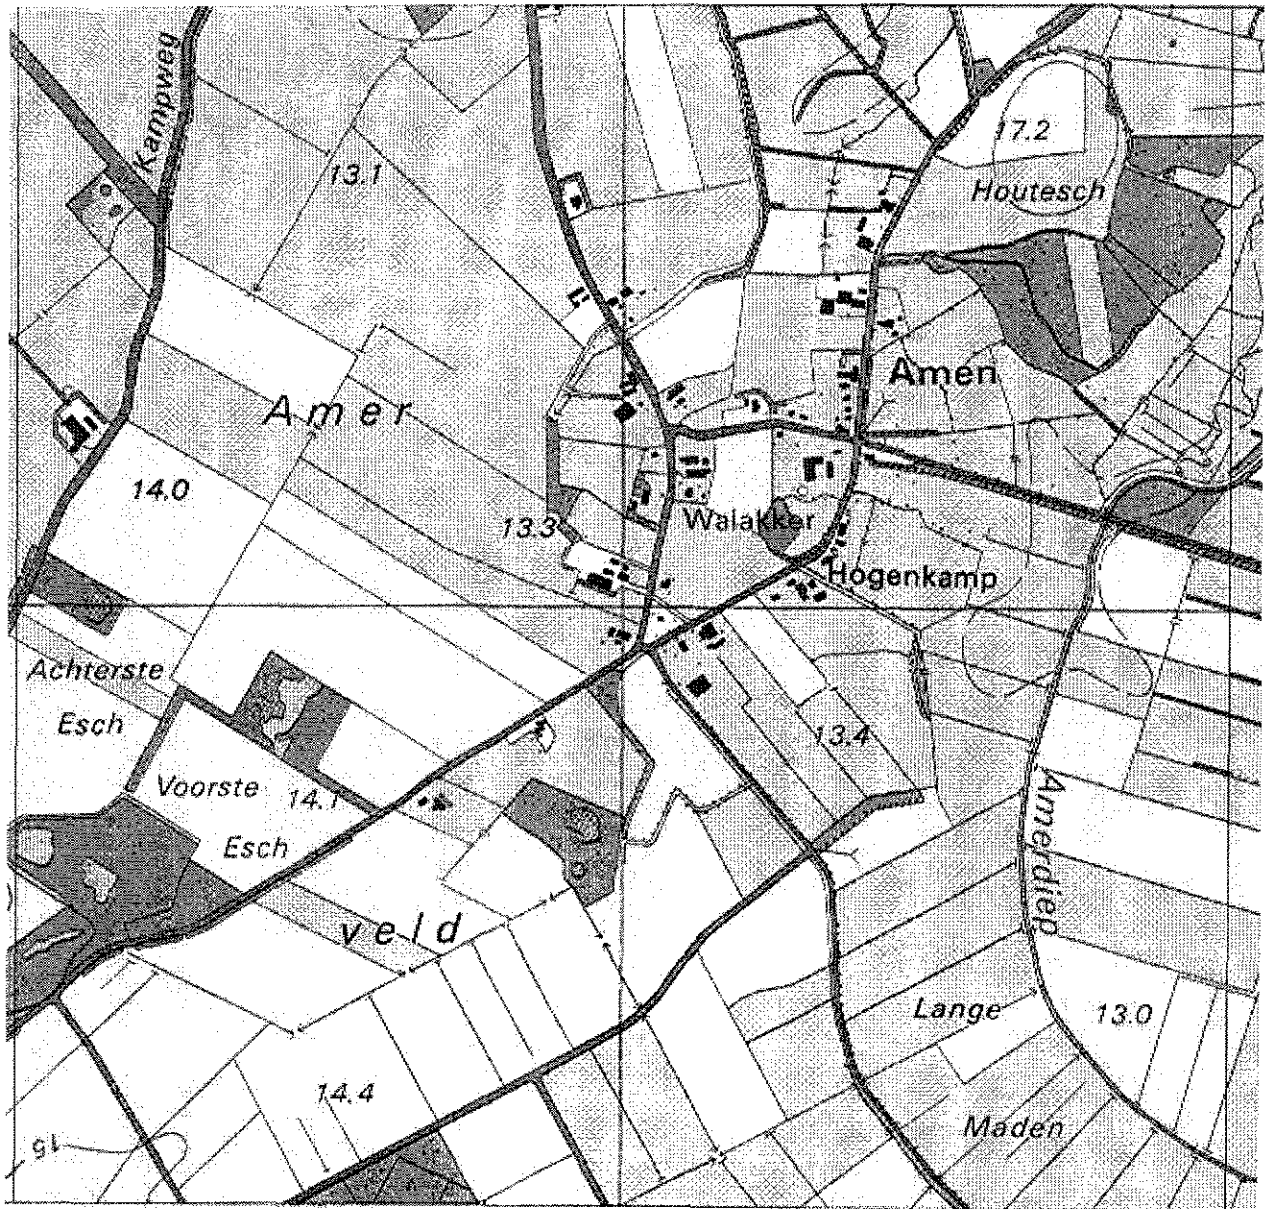 Kampweg
17.2
13.1
Houtesch
Amen
Amer
14.0
13.3
Walakker
Hogenkamp
Achterste
Esch
13.4
Voorste
14.1
Esch
Amerdiep
veld
Lange
13.0
14.4
Maden
15